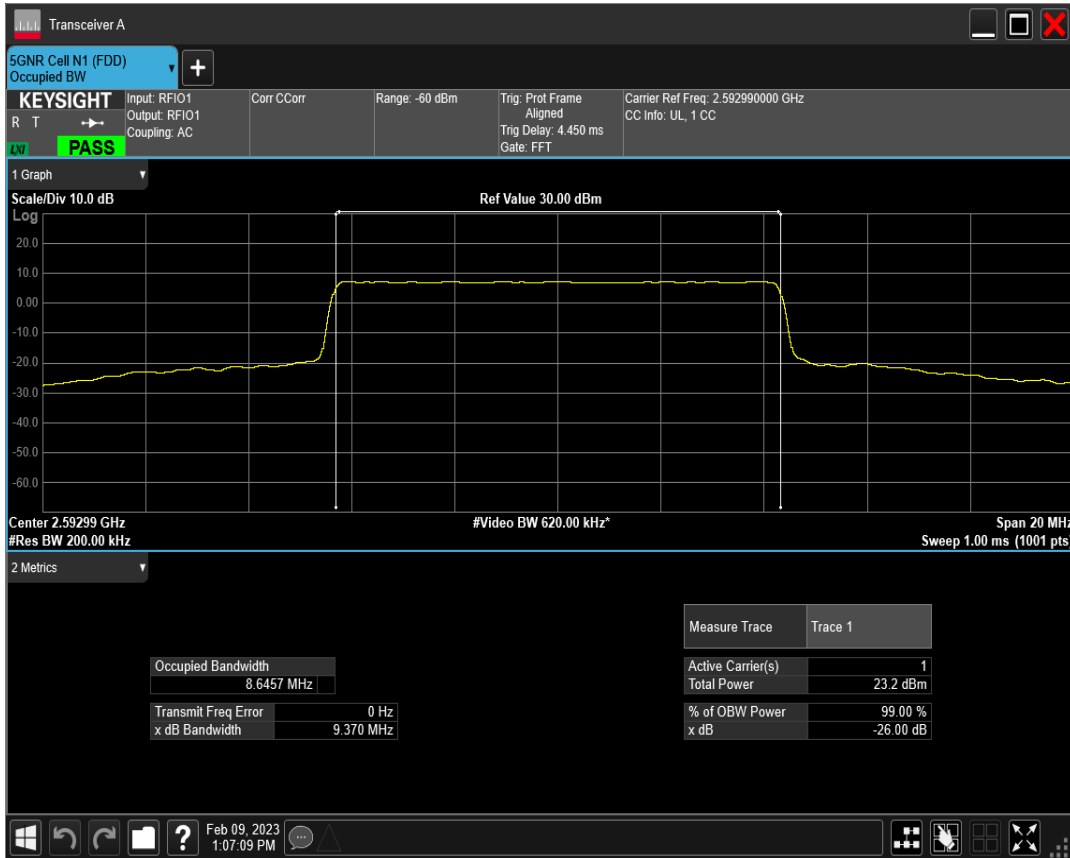 Transceiver A
5GNR Cell N1 (FDD)
Occupied BW
+
KEYSIGHT
R T
LXI
PASS
Input: RFIO1
Output: RFIO1
Coupling: AC
Corr CCorr
Range: -60 dBm
Trig: Prot Frame
Aligned
Trig Delay: 4.450 ms
Gate: FFT
Carrier Ref Freq: 2.592990000 GHz
CC Info: UL, 1 CC
1 Graph
Scale/Div 10.0 dB
Ref Value 30.00 dBm
Log
20.0
10.0
0.00
-10.0
-20.0
-30.0
-40.0
-50.0
-60.0
Center 2.59299 GHz
#Video BW 620.00 kHz*
Span 20 MHz
#Res BW 200.00 kHz
Sweep 1.00 ms (1001 pts)
2 Metrics
Measure Trace Trace 1
Occupied Bandwidth
8.6457 MHz
Active Carrier(s) 1
Total Power 23.2 dBm
Transmit Freq Error 0 Hz
x dB Bandwidth 9.370 MHz
% of OBW Power 99.00 %
x dB -26.00 dB
?
Feb 09, 2023
1:07:09 PM